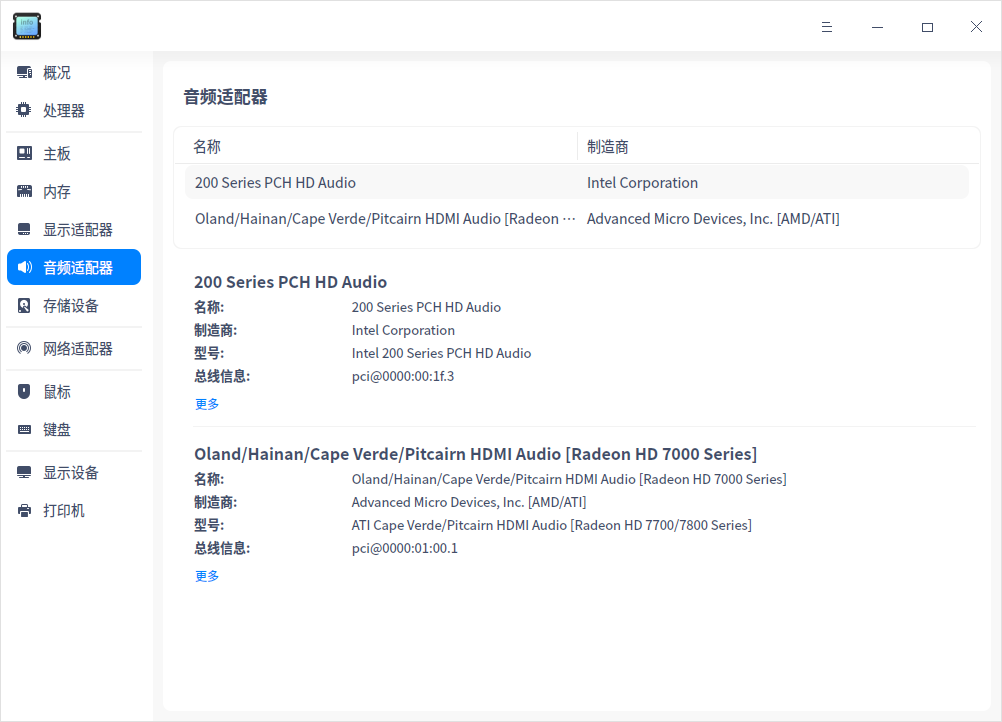 info
概况
处理器
主板
内存
显示适配器
音频适配器
存储设备
网络适配器
鼠标
键盘
显示设备
打印机
音频适配器
名称 制造商
200 Series PCH HD Audio Intel Corporation
Oland/Hainan/Cape Verde/Pitcairn HDMI Audio [Radeon ··· Advanced Micro Devices, Inc. [AMD/ATI]
200 Series PCH HD Audio
名称: 200 Series PCH HD Audio
制造商: Intel Corporation
型号: Intel 200 Series PCH HD Audio
总线信息: pci@0000:00:1f.3
更多
Oland/Hainan/Cape Verde/Pitcairn HDMI Audio [Radeon HD 7000 Series]
名称: Oland/Hainan/Cape Verde/Pitcairn HDMI Audio [Radeon HD 7000 Series]
制造商: Advanced Micro Devices, Inc. [AMD/ATI]
型号: ATI Cape Verde/Pitcairn HDMI Audio [Radeon HD 7700/7800 Series]
总线信息: pci@0000:01:00.1
更多